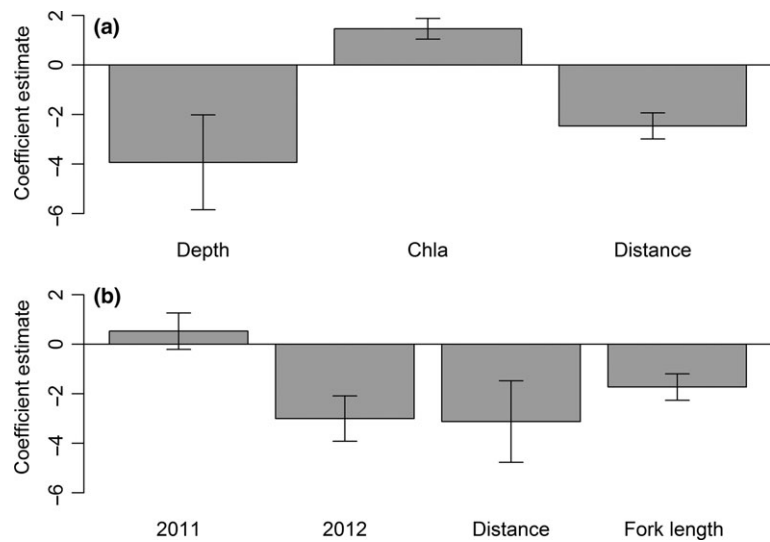 (a)
Coefficient estimate
2
0
−2
−4
−6
Depth Chla Distance
(b)
Coefficient estimate
2
0
−2
−4
−6
2011 2012 Distance Fork length